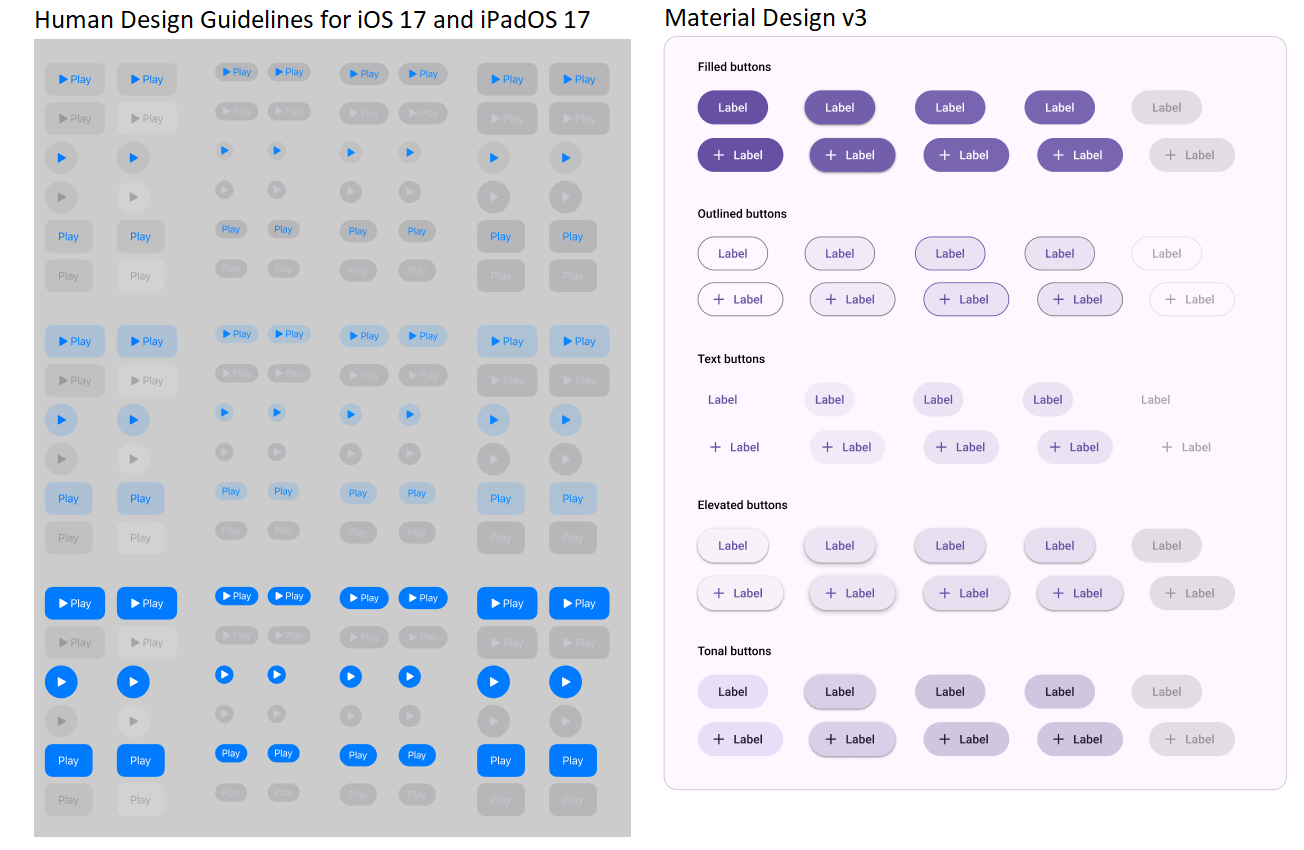 Human Design Guidelines for iOS 17 and iPadOS 17
Play Play Play Play Play Play Play Play
Play Play Play Play Play Play Play Play
Play Play Play Play Play Play Play Play
Play Play Play Play Play Play Play Play
Play Play Play Play Play Play Play Play
Play Play Play Play Play Play Play Play
Play Play Play Play Play Play Play Play
Play Play Play Play Play Play Play Play
Play Play Play Play Play Play Play Play
Play Play Play Play Play Play Play Play
Play Play Play Play Play Play Play Play
Play Play Play Play Play Play Play Play
Material Design v3
Filled buttons
Label Label Label Label Label
+ Label + Label + Label + Label + Label
Outlined buttons
Label Label Label Label Label
+ Label + Label + Label + Label + Label
Text buttons
Label Label Label Label Label
+ Label + Label + Label + Label + Label
Elevated buttons
Label Label Label Label Label
+ Label + Label + Label + Label + Label
Tonal buttons
Label Label Label Label Label
+ Label + Label + Label + Label + Label